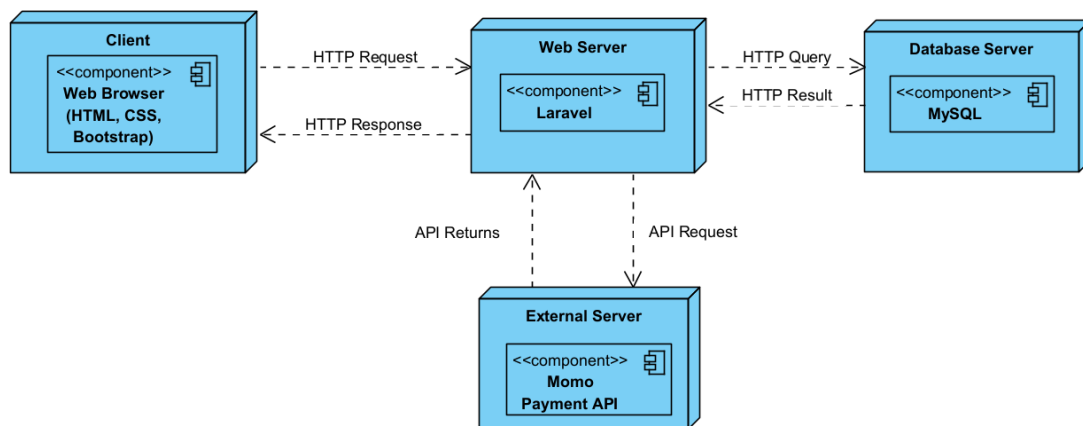 Client
<<component>>
Web Browser
(HTML, CSS,
Bootstrap)
HTTP Request
HTTP Response
Web Server
<<component>>
Laravel
HTTP Query
HTTP Result
Database Server
<<component>>
MySQL
API Returns
API Request
External Server
<<component>>
Momo
Payment API